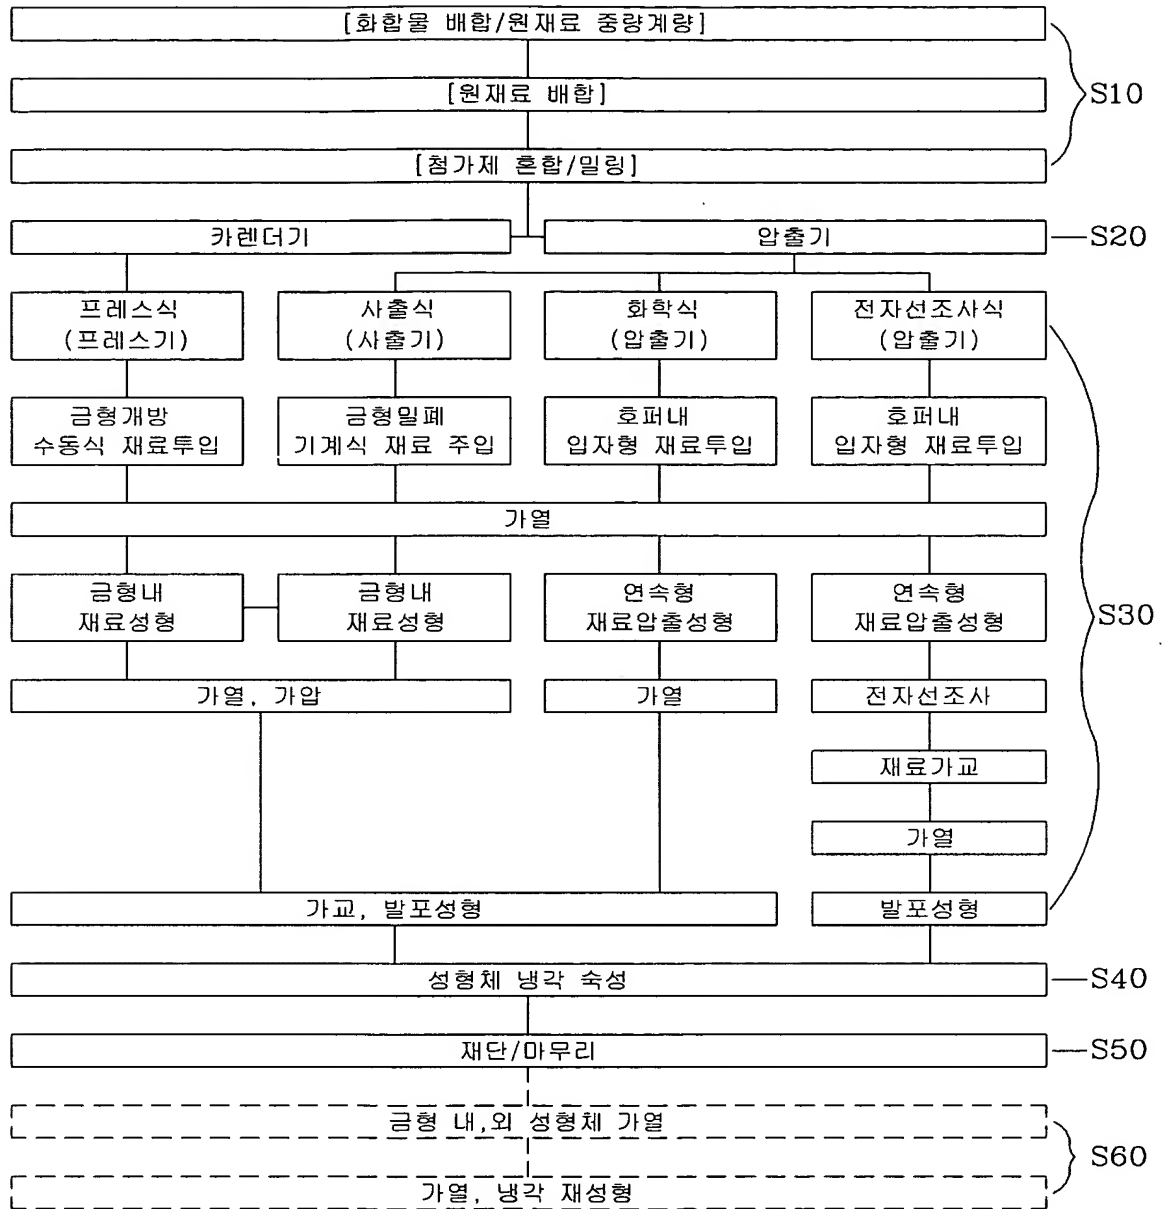 [화합물 배합/원재료 중량계량]
[원재료 배합]
S10
[첨가제 혼합/밀링]
카렌더기
압출기
S20
프레스식
(프레스기)
사출식
(사출기)
화학식
(압출기)
전자선조사식
(압출기)
금형개방
수동식 재료투입
금형밀폐
기계식 재료 주입
호퍼내
입자형 재료투입
호퍼내
입자형 재료투입
가열
금형내
재료성형
금형내
재료성형
연속형
재료압출성형
연속형
재료압출성형
S30
가열, 가압
가열
전자선조사
재료가교
가열
가교, 발포성형
발포성형
성형체 냉각 숙성
S40
재단/마무리
S50
금형 내,외 성형체 가열
S60
가열, 냉각 재성형